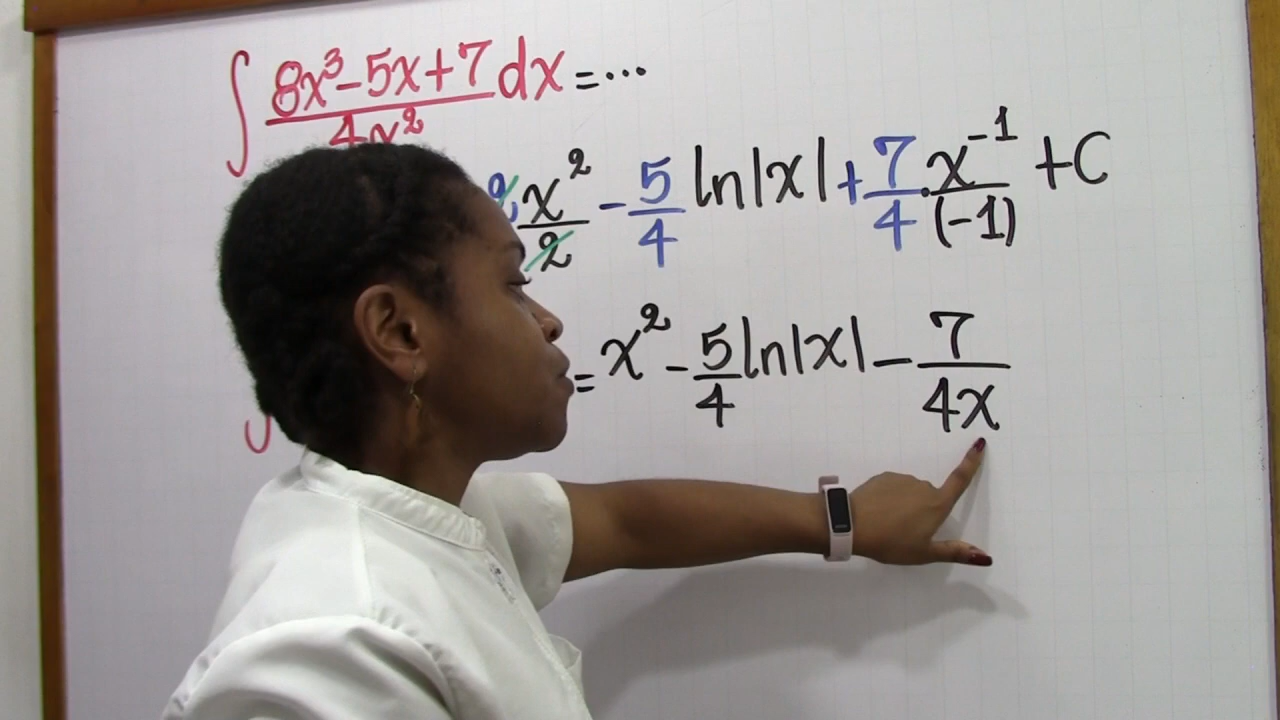 ∫ (8x³-5x+7)/(4x²) dx = ...
2 x²/2 - 5/4 ln|x| + 7/4 · x⁻¹/(-1) + C
∫ = x² - 5/4 ln|x| - 7/(4x)